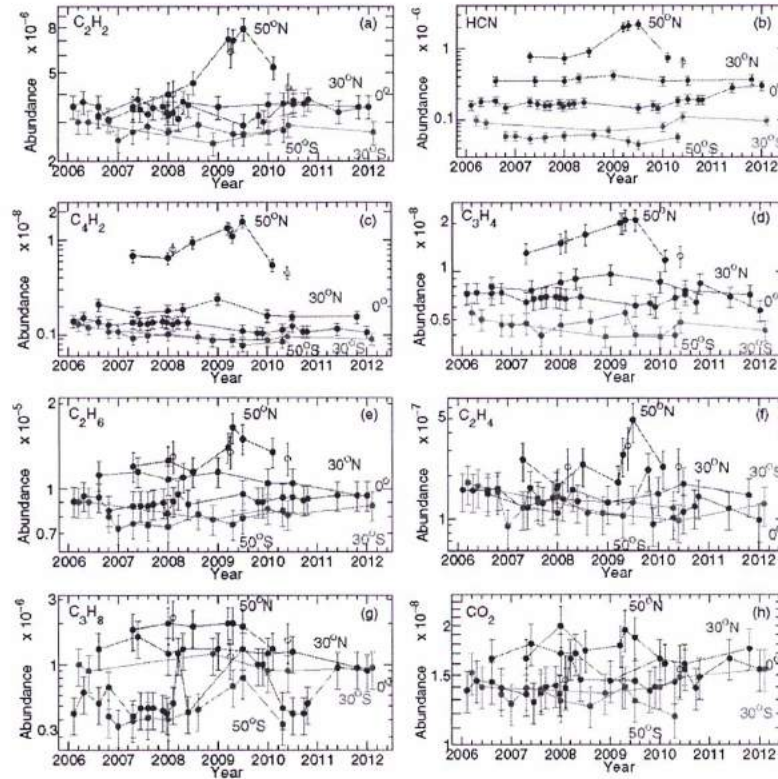 x 10⁻⁶
C₂H₂
50°N
(a)
30°N
0°
8
5
2
Abundance
50°S
30°S
2006 2007 2008 2009 2010 2011 2012
Year
x 10⁻⁶
HCN
50°N
(b)
30°N
0°
1
0.1
Abundance
50°S
30°S
2006 2007 2008 2009 2010 2011 2012
Year
x 10⁻⁸
C₄H₂
50°N
(c)
30°N
0°
1
0.1
Abundance
50°S
30°S
2006 2007 2008 2009 2010 2011 2012
Year
x 10⁻⁸
C₃H₄
50°N
(d)
30°N
0°
2
1
0.5
Abundance
50°S
30°S
2006 2007 2008 2009 2010 2011 2012
Year
x 10⁻⁵
C₂H₆
50°N
(e)
30°N
0°
2
1
0.7
Abundance
50°S
30°S
2006 2007 2008 2009 2010 2011 2012
Year
x 10⁻⁷
C₂H₄
50°N
(f)
30°N
30°S
5
1
Abundance
50°S
0°
2006 2007 2008 2009 2010 2011 2012
Year
x 10⁻⁶
C₃H₈
50°N
(g)
30°N
0°
3
1
0.3
Abundance
50°S
30°S
2006 2007 2008 2009 2010 2011 2012
Year
x 10⁻⁸
CO₂
50°N
(h)
30°N
0°
2
1.5
1
Abundance
50°S
30°S
2006 2007 2008 2009 2010 2011 2012
Year